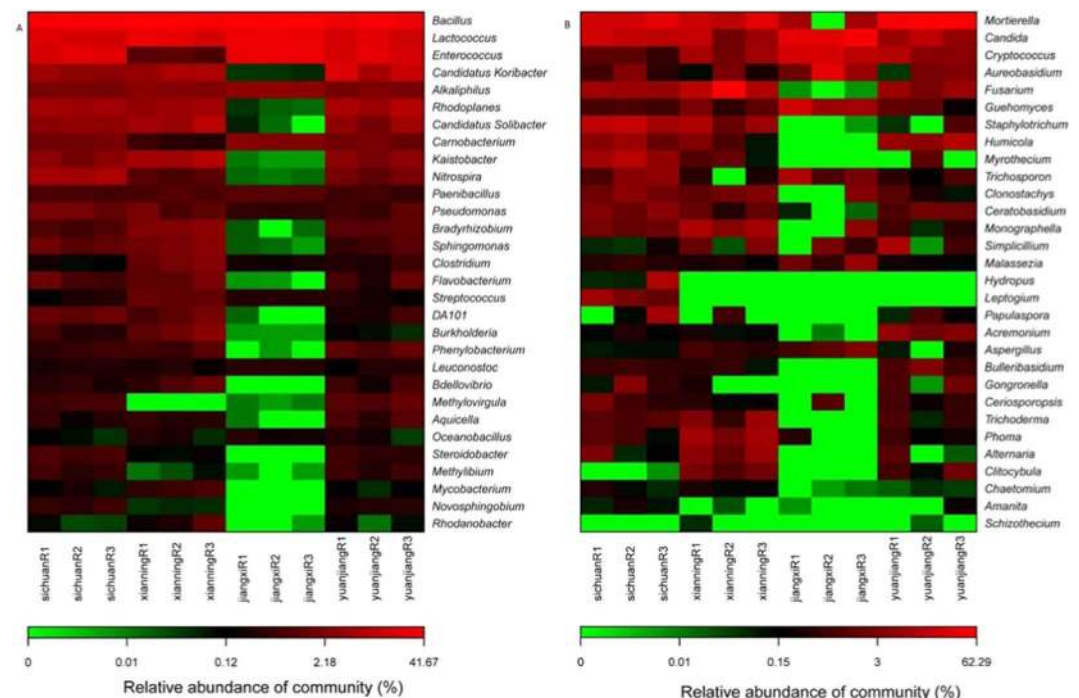 A
Bacillus
Lactococcus
Enterococcus
Candidatus Koribacter
Alkaliphilus
Rhodoplanes
Candidatus Solibacter
Carnobacterium
Kaistobacter
Nitrospira
Paenibacillus
Pseudomonas
Bradyrhizobium
Sphingomonas
Clostridium
Flavobacterium
Streptococcus
DA101
Burkholderia
Phenylobacterium
Leuconostoc
Bdellovibrio
Methylovirgula
Aquicella
Oceanobacillus
Steroidobacter
Methylibium
Mycobacterium
Novosphingobium
Rhodanobacter
sichuanR1
sichuanR2
sichuanR3
xianningR1
xianningR2
xianningR3
jiangxiR1
jiangxiR2
jiangxiR3
yuanjiangR1
yuanjiangR2
yuanjiangR3
0 0.01 0.12 2.18 41.67
Relative abundance of community (%)
B
Mortierella
Candida
Cryptococcus
Aureobasidium
Fusarium
Guehomyces
Staphylotrichum
Humicola
Myrothecium
Trichosporon
Clonostachys
Ceratobasidium
Monographella
Simplicillium
Malassezia
Hydropus
Leptogium
Papulaspora
Acremonium
Aspergillus
Bulleribasidium
Gongronella
Ceriosporopsis
Trichoderma
Phoma
Alternaria
Clitocybula
Chaetomium
Amanita
Schizothecium
sichuanR1
sichuanR2
sichuanR3
xianningR1
xianningR2
xianningR3
jiangxiR1
jiangxiR2
jiangxiR3
yuanjiangR1
yuanjiangR2
yuanjiangR3
0 0.01 0.15 3 62.29
Relative abundance of community (%)